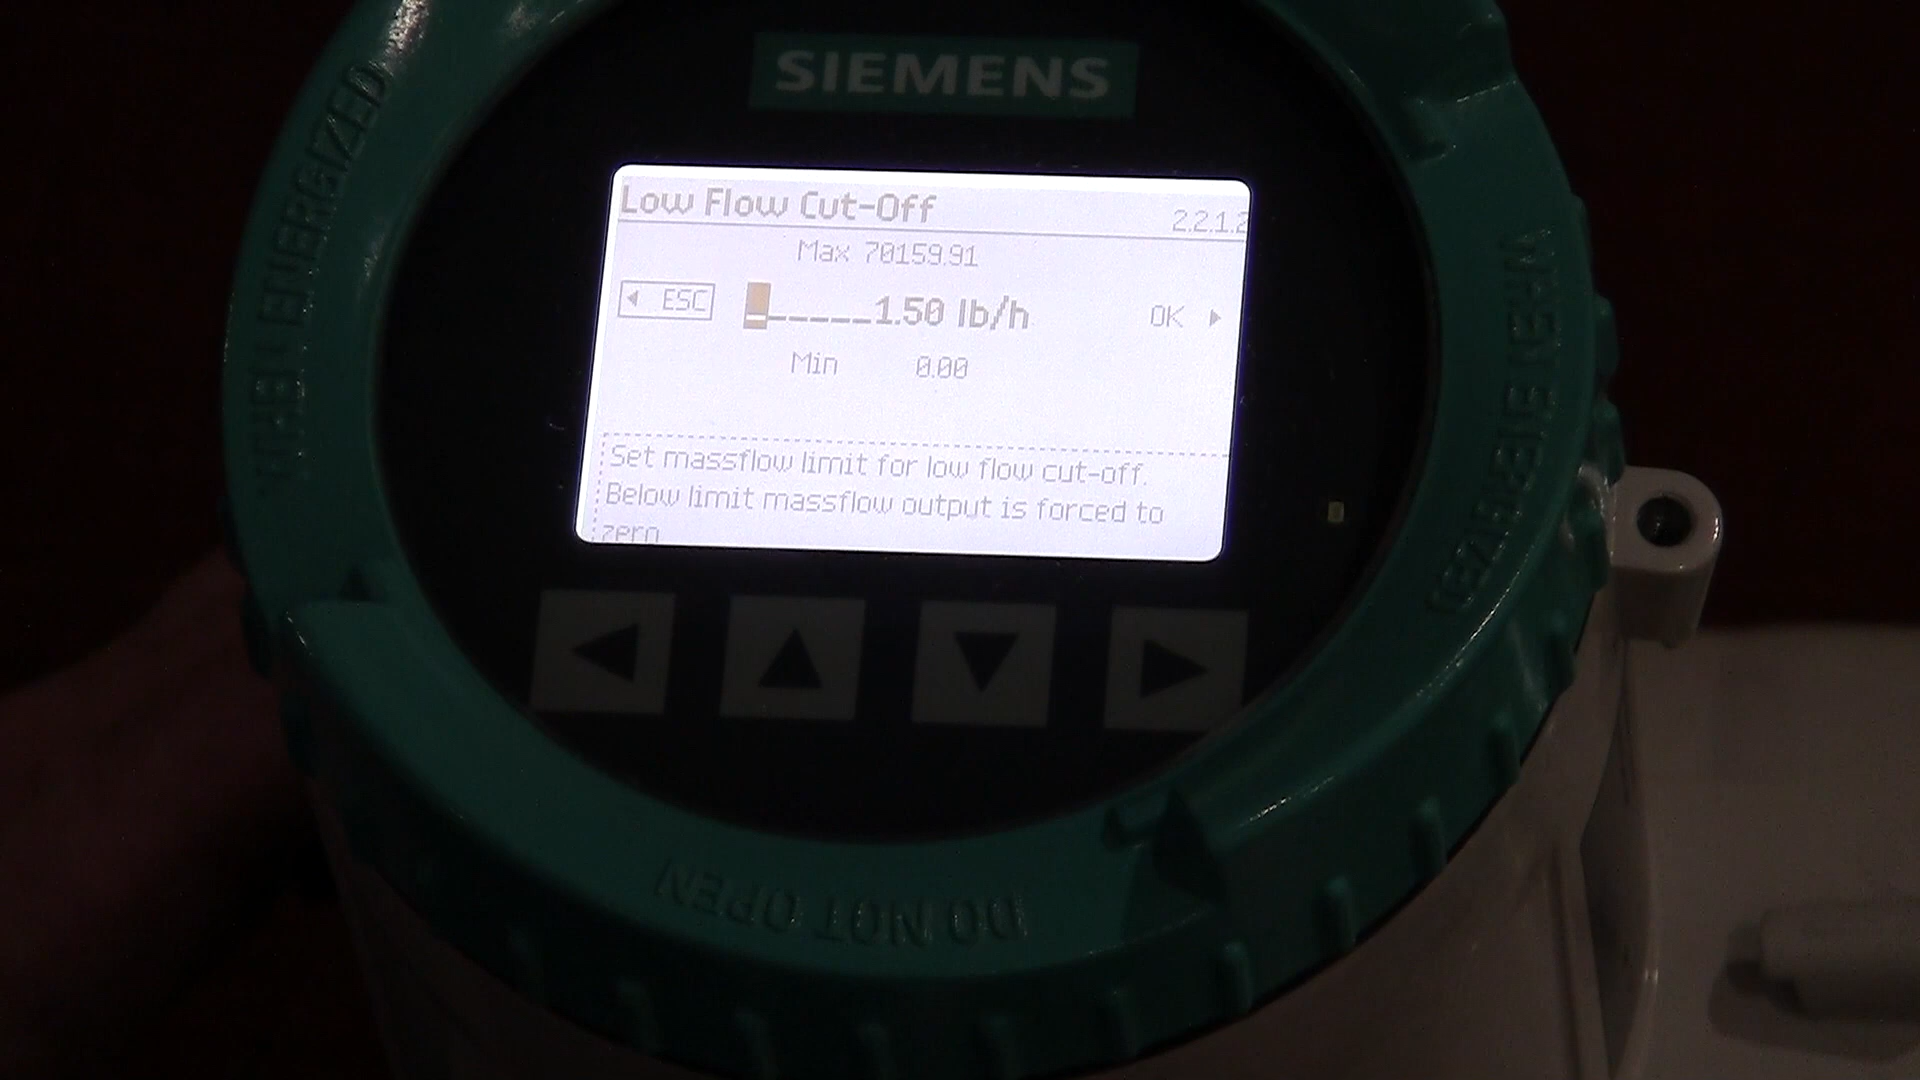 SIEMENS
Low Flow Cut-Off 2.2.1.2
Max 70159.91
ESC 1.50 lb/h OK
Min 0.00
Set massflow limit for low flow cut-off.
Below limit massflow output is forced to
zero
ENERGIZED
DO NOT OPEN